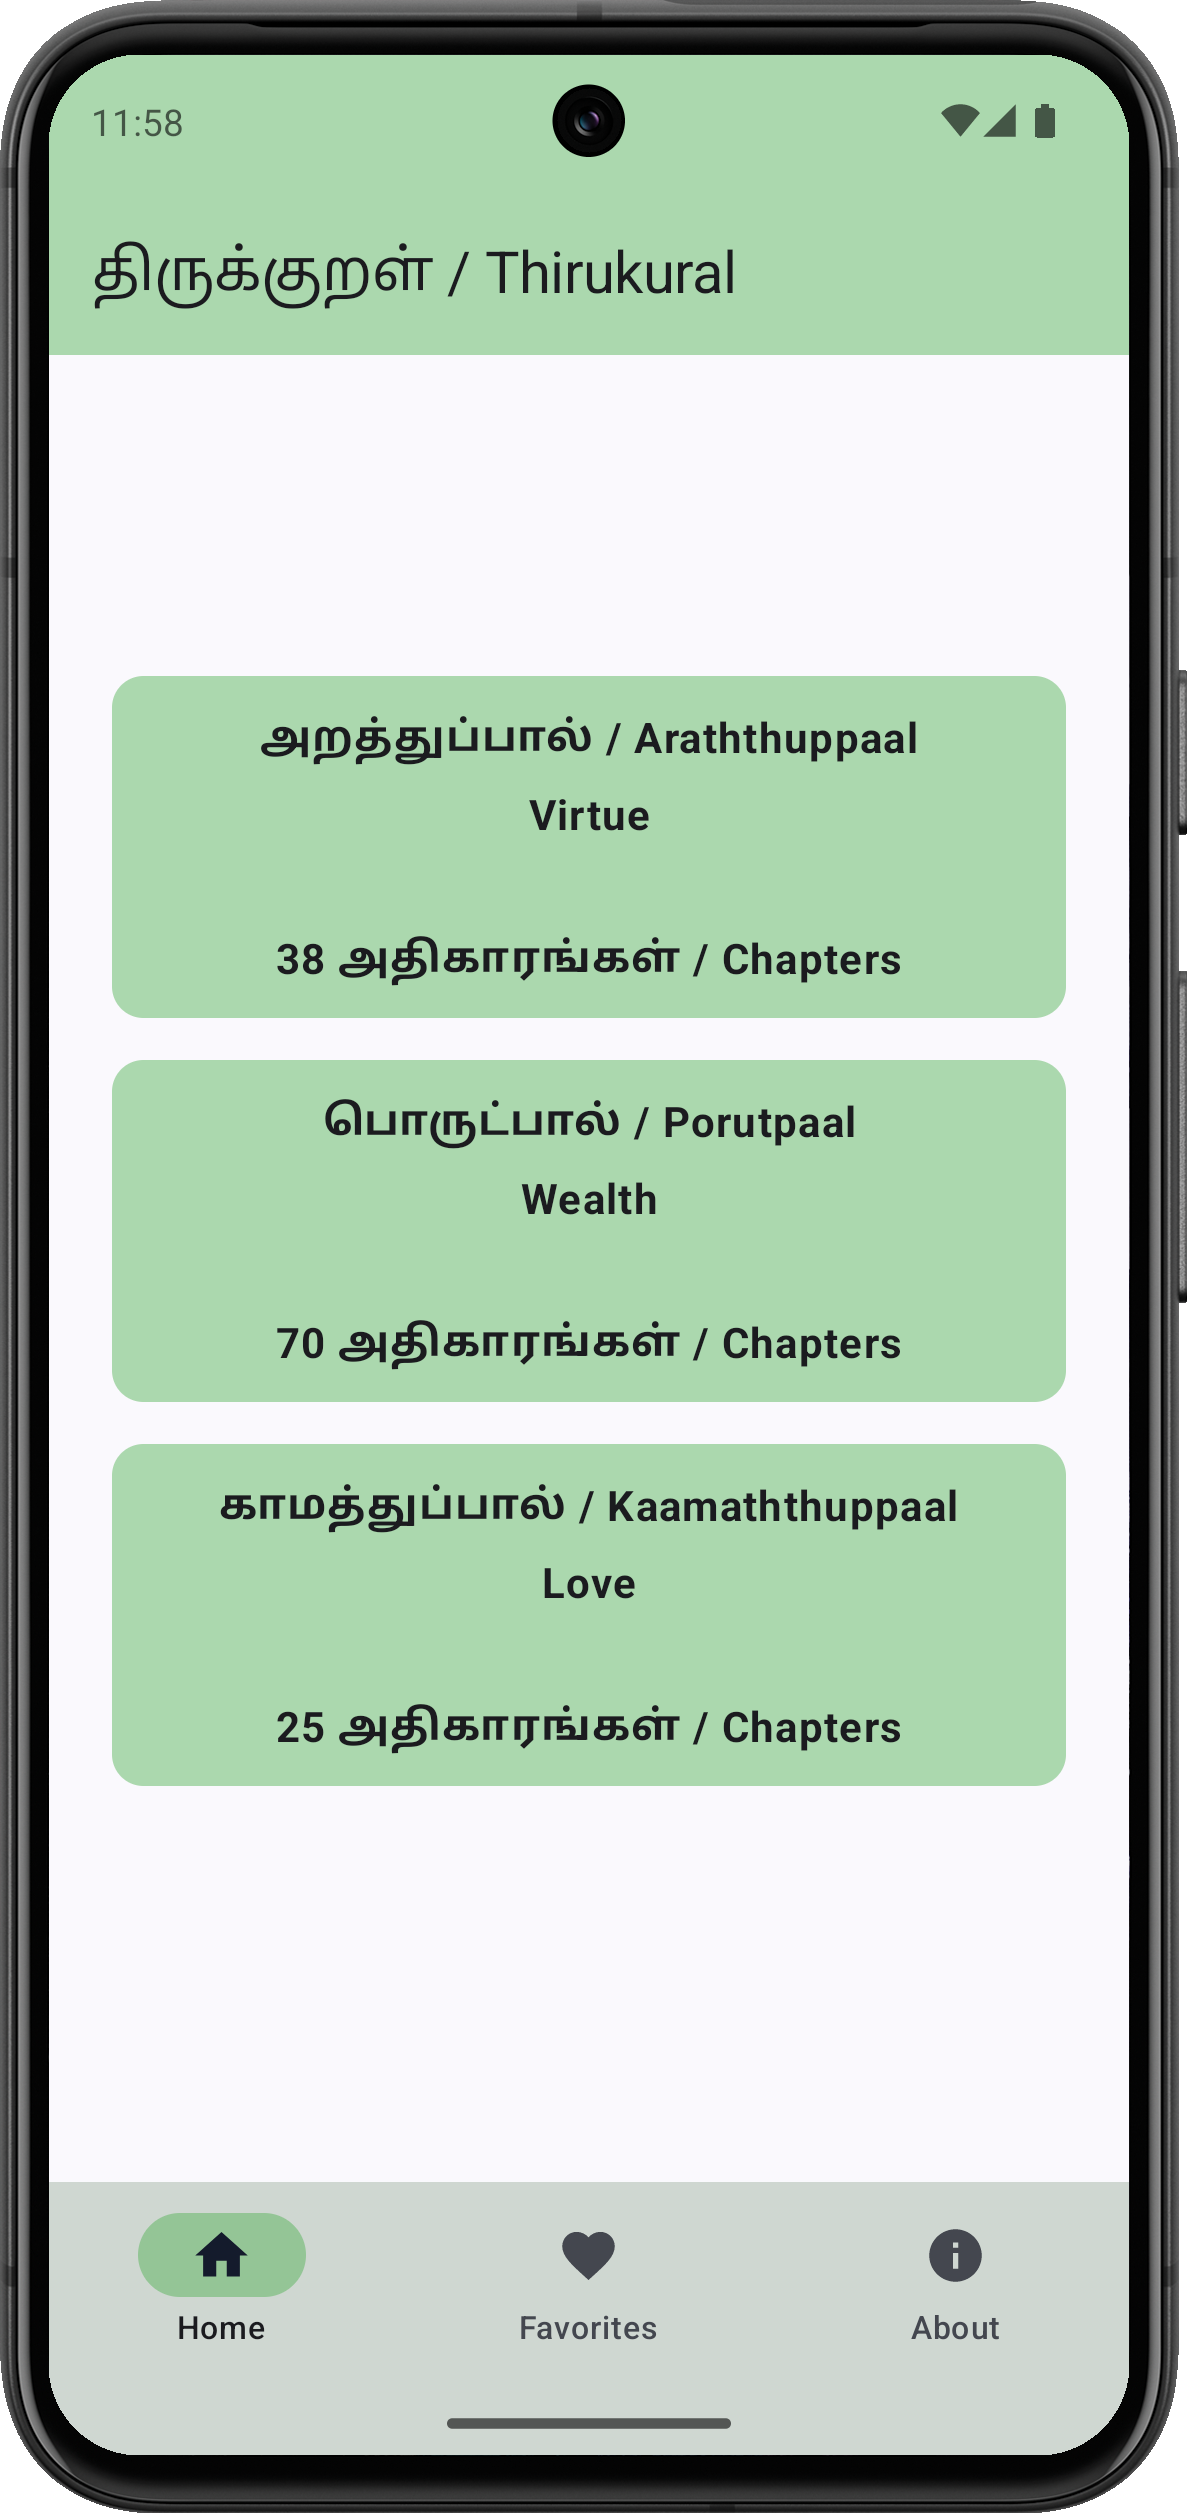 11:58
திருக்குறள் / Thirukural
அறத்துப்பால் / Araththuppaal
Virtue
38 அதிகாரங்கள் / Chapters
பொருட்பால் / Porutpaal
Wealth
70 அதிகாரங்கள் / Chapters
காமத்துப்பால் / Kaamaththuppaal
Love
25 அதிகாரங்கள் / Chapters
Home
Favorites
About